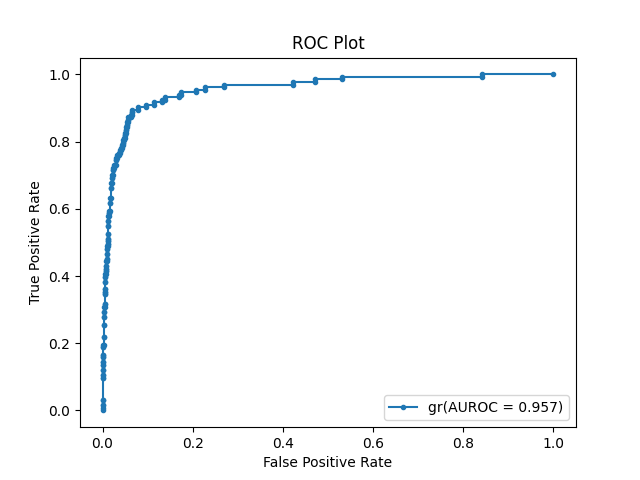 ROC Plot
True Positive Rate
1.0
0.8
0.6
0.4
0.2
0.0
gr(AUROC = 0.957)
0.0 0.2 0.4 0.6 0.8 1.0
False Positive Rate